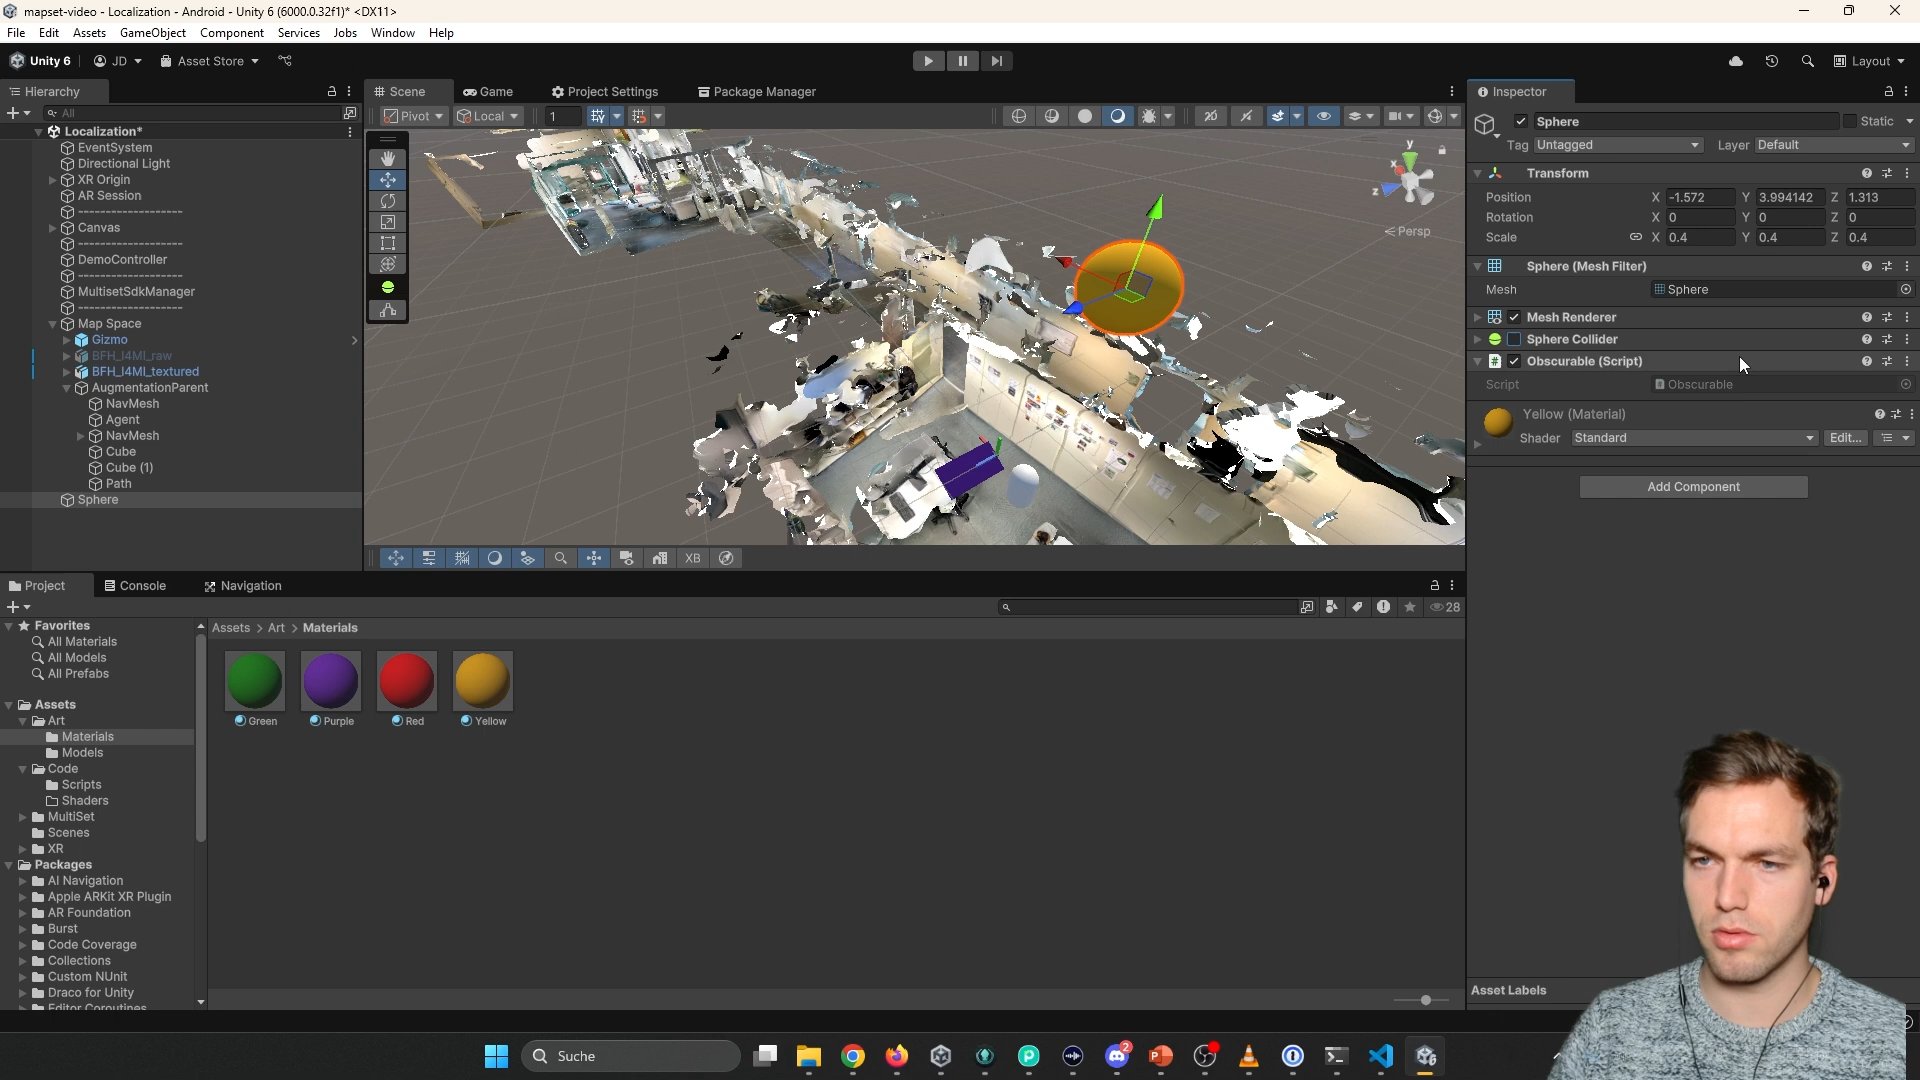 mapset-video - Localization - Android - Unity 6 (6000.0.32f1)* <DX11>
File Edit Assets GameObject Component Services Jobs Window Help
Unity 6 JD Asset Store Layout
Hierarchy
All
Localization*
EventSystem
Directional Light
XR Origin
AR Session
-------------------
Canvas
-------------------
DemoController
-------------------
MultisetSdkManager
-------------------
Map Space
Gizmo
BFH_I4MI_raw
BFH_I4MI_textured
AugmentationParent
NavMesh
Agent
NavMesh
Cube
Cube (1)
Path
Sphere
Scene Game Project Settings Package Manager
Pivot Local 1
2D
y
x
z
Persp
XB
Inspector
Sphere Static
Tag Untagged Layer Default
Transform
Position X -1.572 Y 3.994142 Z 1.313
Rotation X 0 Y 0 Z 0
Scale X 0.4 Y 0.4 Z 0.4
Sphere (Mesh Filter)
Mesh Sphere
Mesh Renderer
Sphere Collider
Obscurable (Script)
Script Obscurable
Yellow (Material)
Shader Standard Edit...
Add Component
Asset Labels
Project Console Navigation
28
Favorites
All Materials
All Models
All Prefabs
Assets
Art
Materials
Models
Code
Scripts
Shaders
MultiSet
Scenes
XR
Packages
AI Navigation
Apple ARKit XR Plugin
AR Foundation
Burst
Code Coverage
Collections
Custom NUnit
Draco for Unity
Editor Coroutines
Assets > Art > Materials
Green Purple Red Yellow
Suche
2